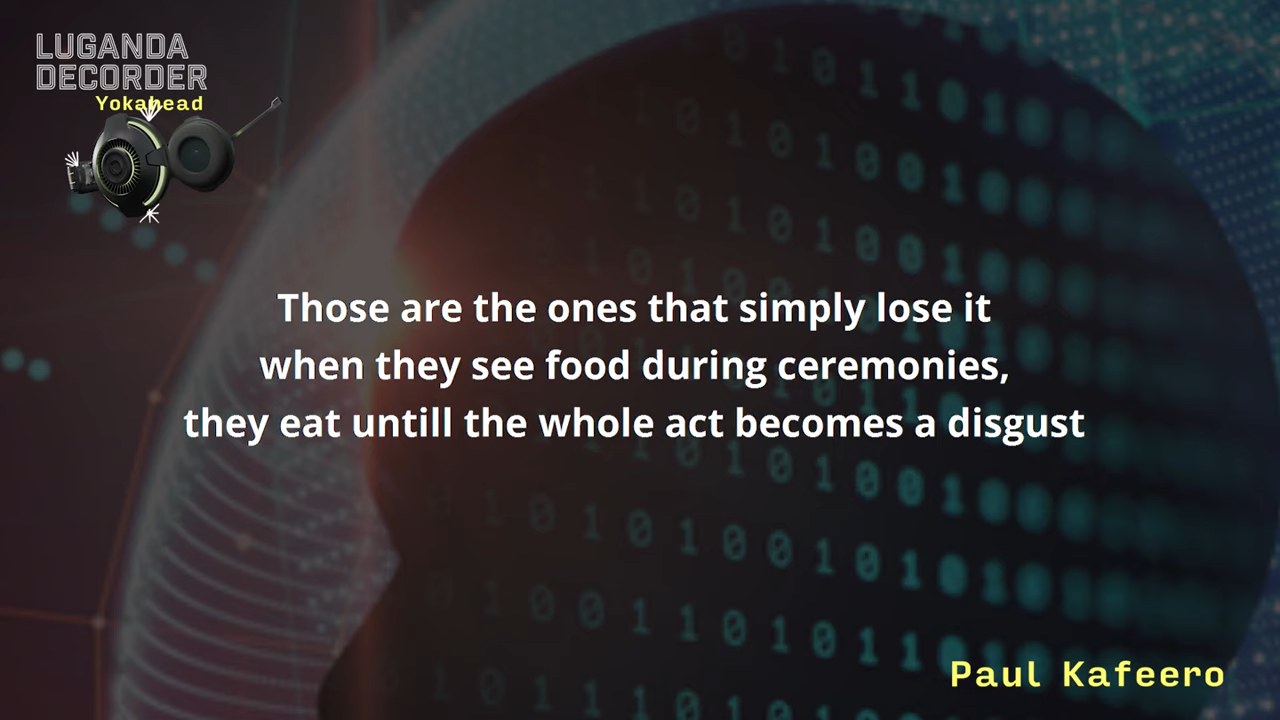 LUGANDA
DECORDER
Yokahead
Those are the ones that simply lose it
when they see food during ceremonies,
they eat untill the whole act becomes a disgust
Paul Kafeero